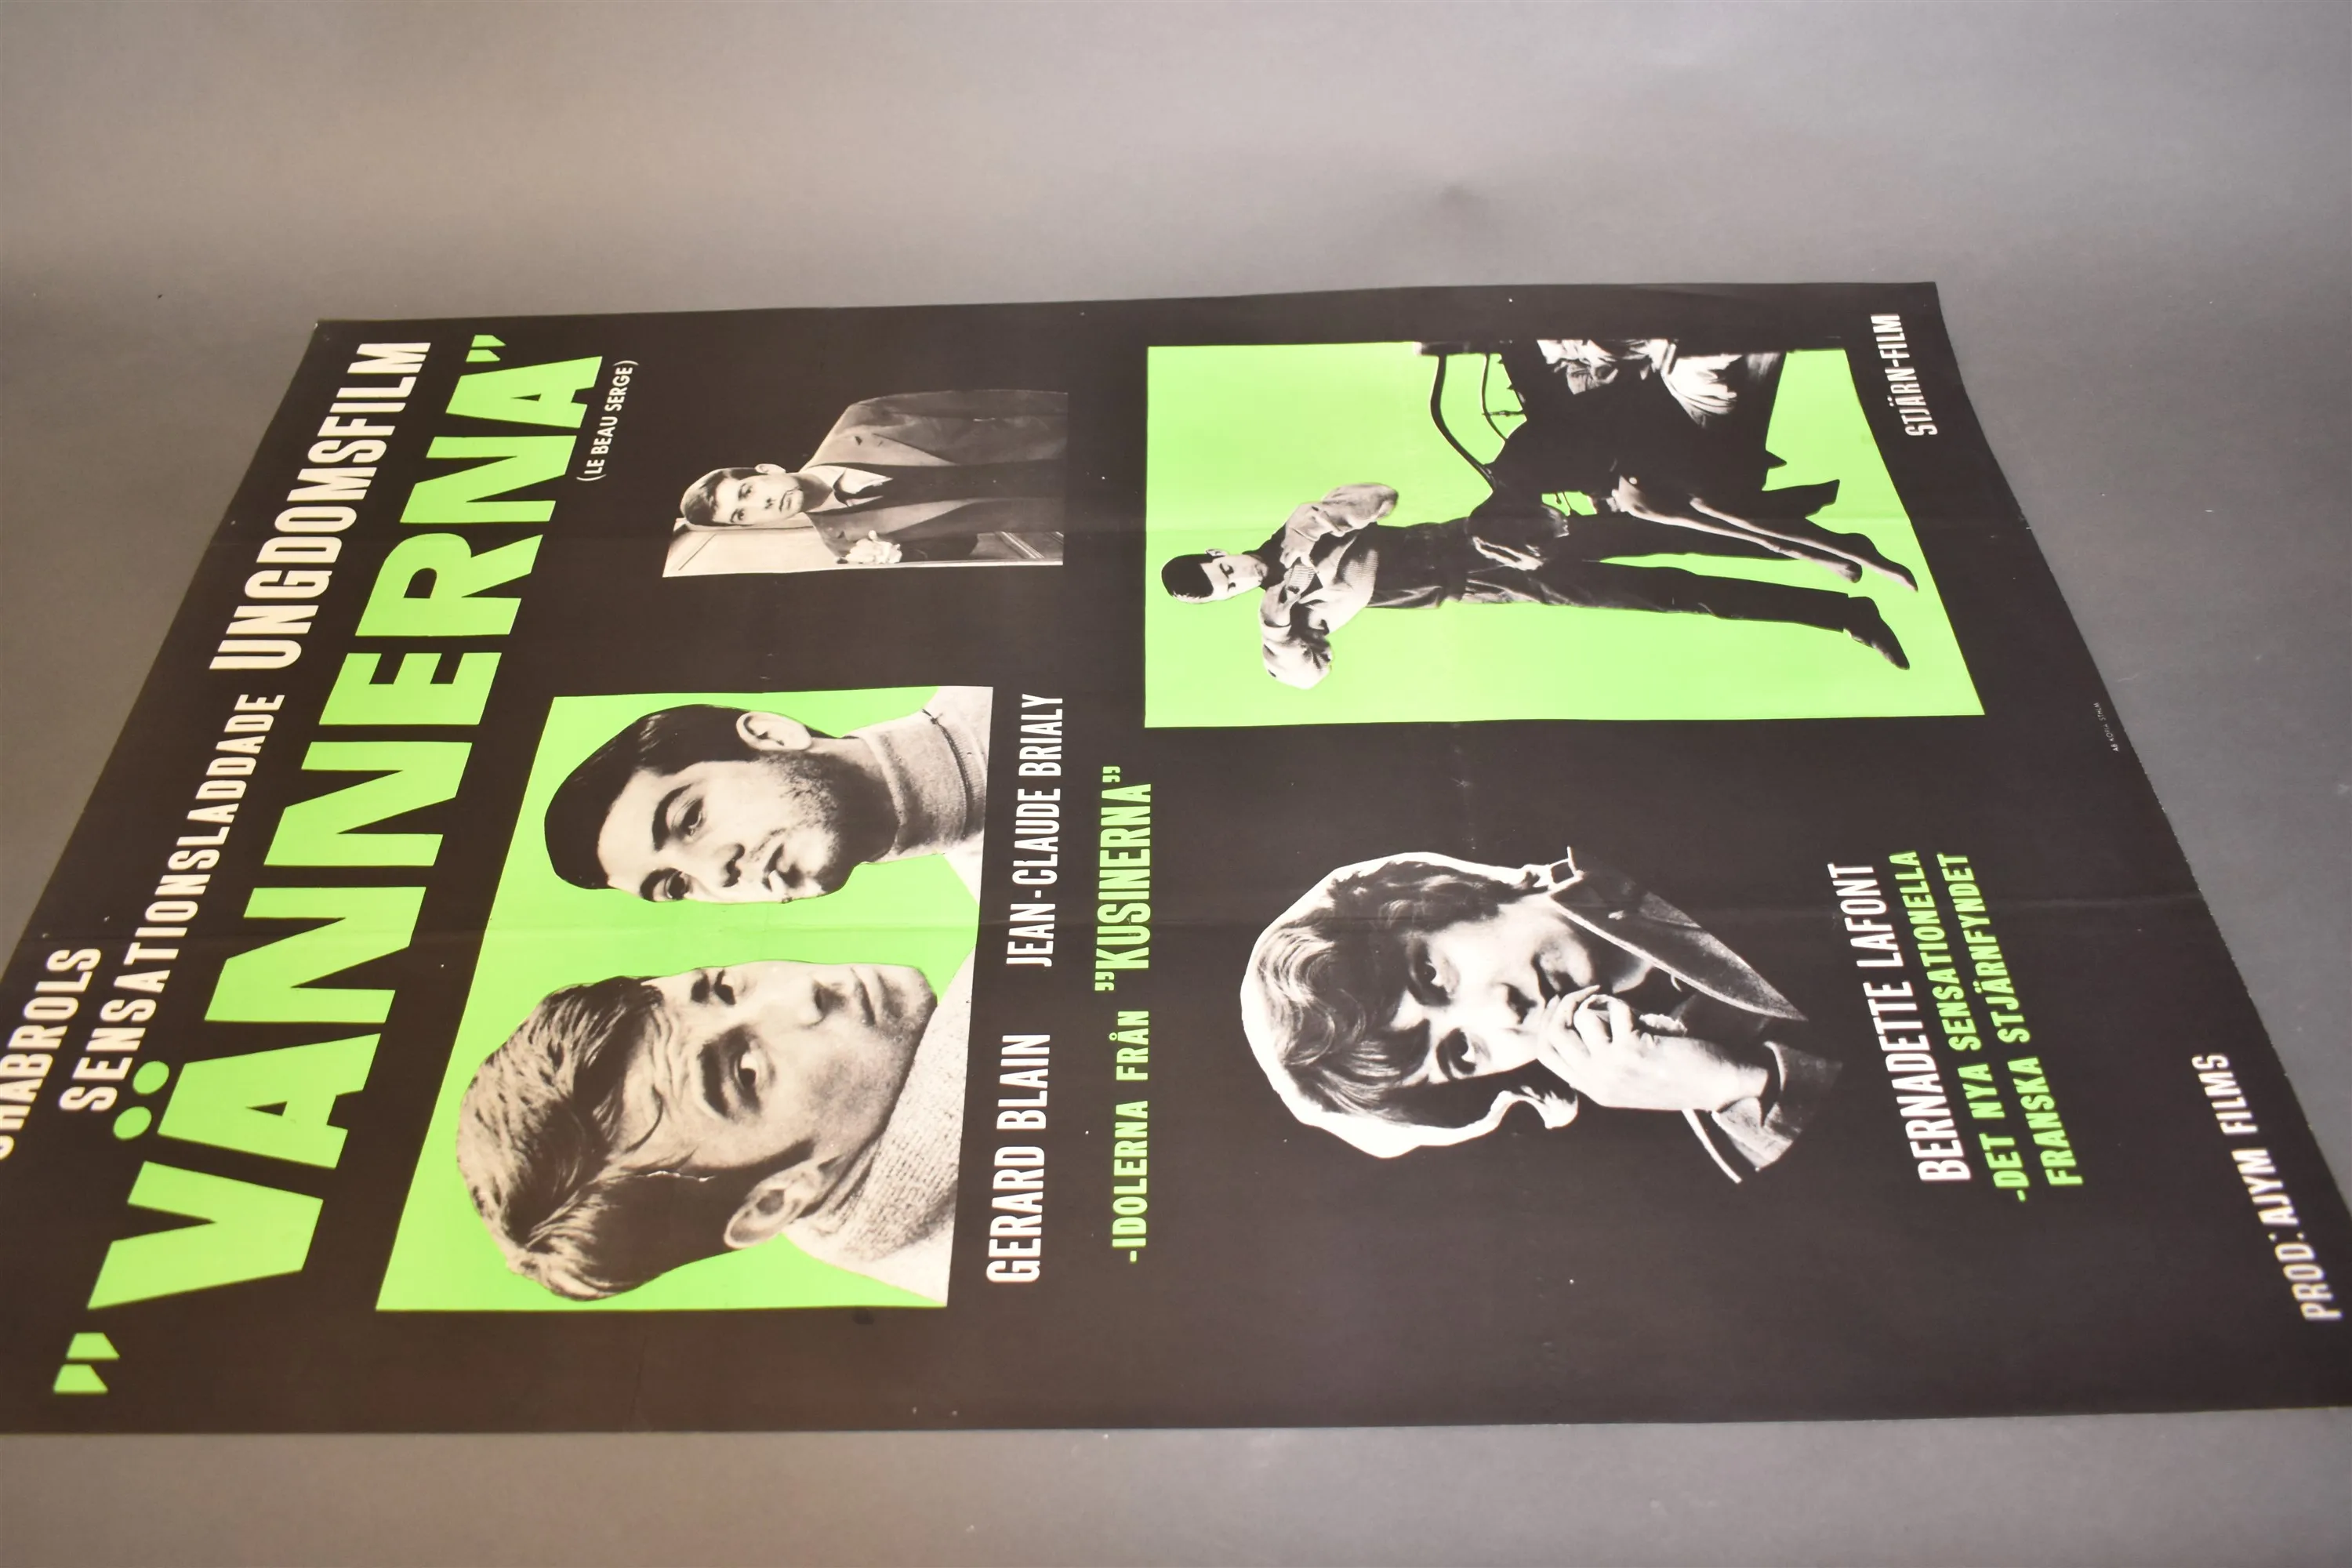 CHABROLS
SENSATIONSLADDADE UNGDOMSFILM
"VÄNNERNA"
(LE BEAU SERGE)
GERARD BLAIN JEAN-CLAUDE BRIALY
-IDOLERNA FRÅN "KUSINERNA"
BERNADETTE LAFONT
-DET NYA SENSATIONELLA
FRANSKA STJÄRNFYNDET
PROD: AJYM FILMS
STJÄRN-FILM